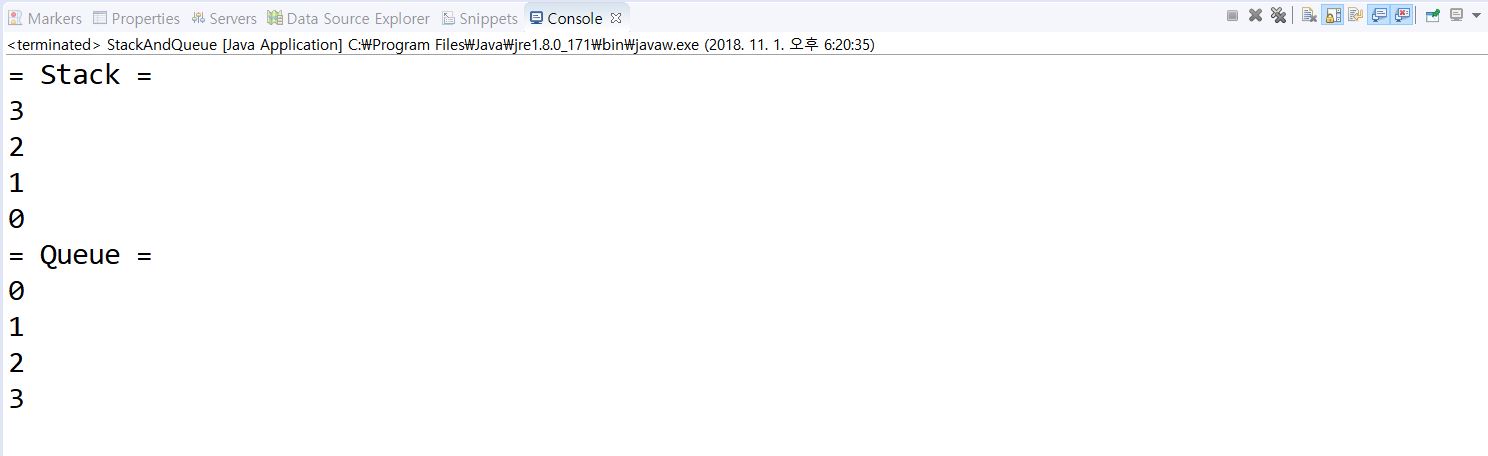 Markers Properties Servers Data Source Explorer Snippets Console
<terminated> StackAndQueue [Java Application] C:₩Program Files₩Java₩jre1.8.0_171₩bin₩javaw.exe (2018. 11. 1. 오후 6:20:35)
= Stack =
3
2
1
0
= Queue =
0
1
2
3